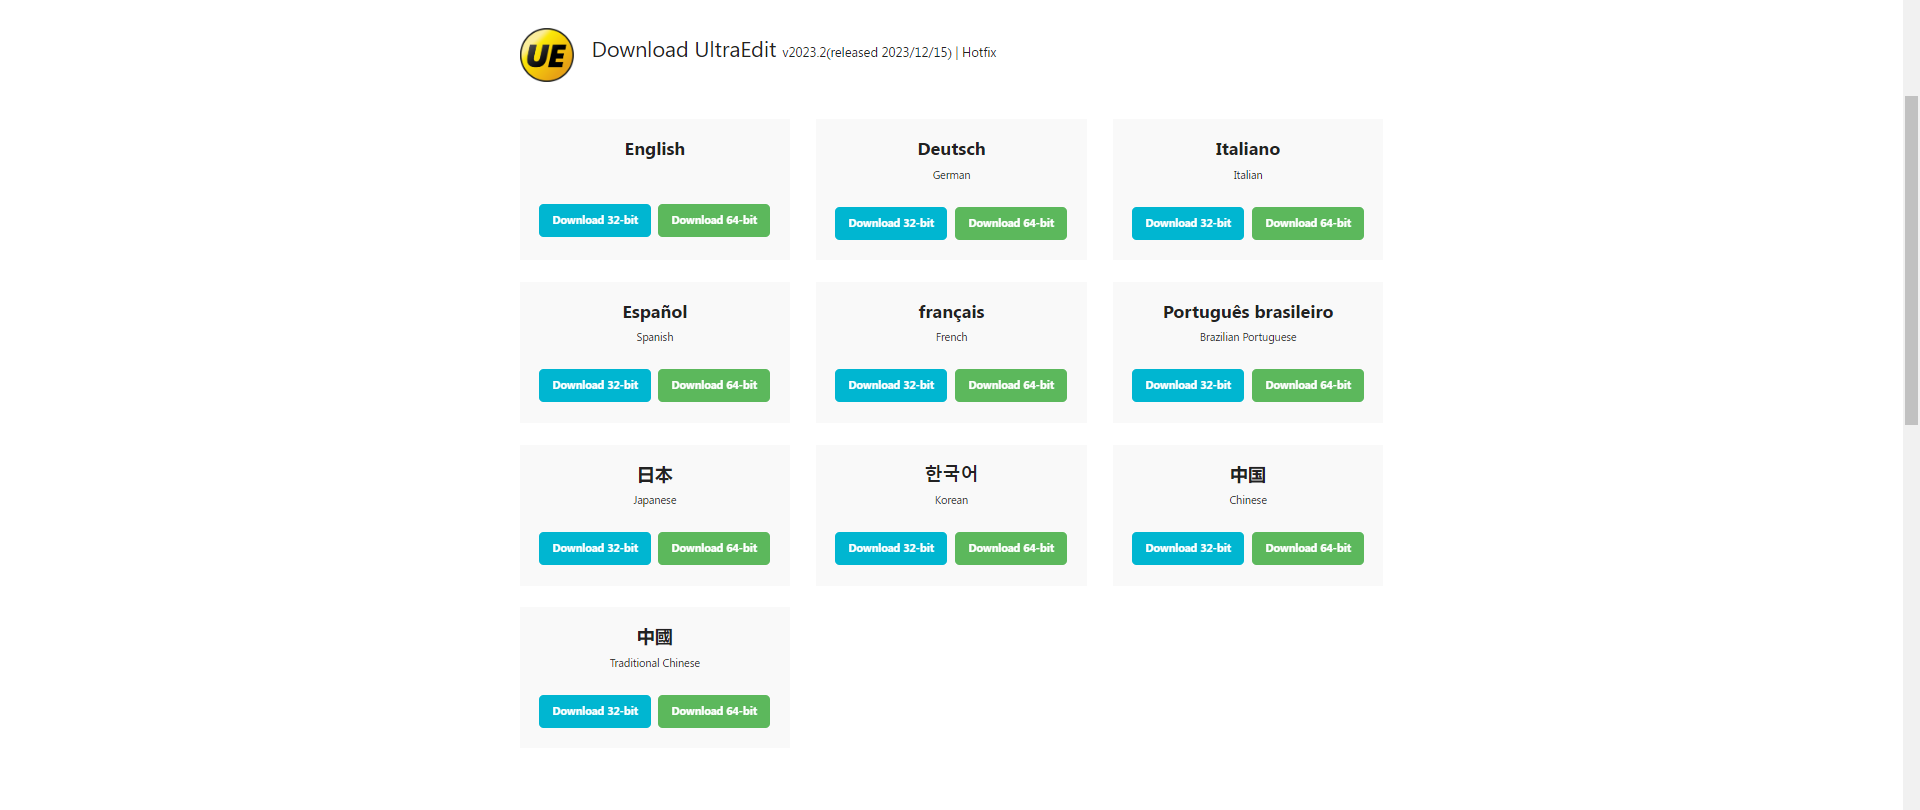 UE
Download UltraEdit v2023.2(released 2023/12/15) | Hotfix
English
Download 32-bit Download 64-bit
Deutsch
German
Download 32-bit Download 64-bit
Italiano
Italian
Download 32-bit Download 64-bit
Español
Spanish
Download 32-bit Download 64-bit
français
French
Download 32-bit Download 64-bit
Português brasileiro
Brazilian Portuguese
Download 32-bit Download 64-bit
日本
Japanese
Download 32-bit Download 64-bit
한국어
Korean
Download 32-bit Download 64-bit
中国
Chinese
Download 32-bit Download 64-bit
中國
Traditional Chinese
Download 32-bit Download 64-bit